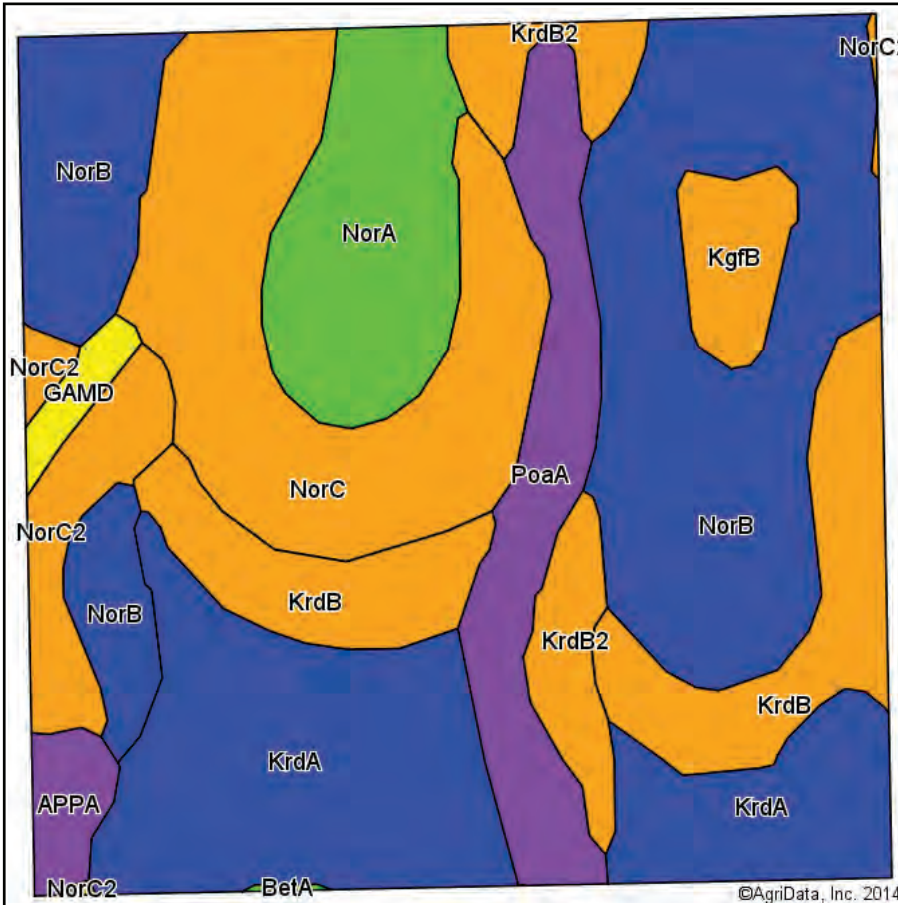 KrdB2
NorC2
NorB
NorA
KgfB
NorC2
GAMD
PoaA
NorC
NorB
NorC2
KrdB
NorB
KrdB2
KrdB
KrdA
APPA
KrdA
NorC2
BetA
©AgriData, Inc. 2014